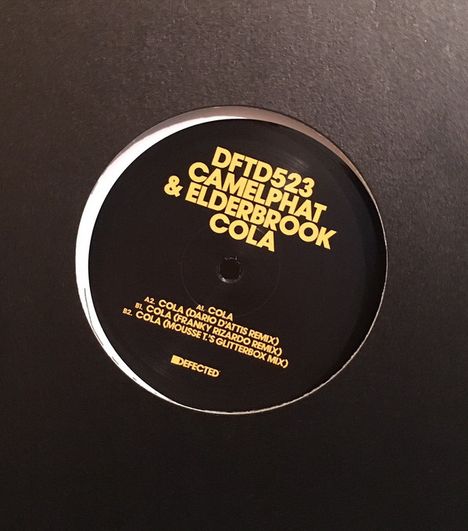 DFTD523
CAMELPHAT
& ELDERBROOK
COLA
A1. COLA
A2. COLA (DARIO D'ATTIS REMIX)
B1. COLA (FRANKY RIZARDO REMIX)
B2. COLA (MOUSSE T.'S GLITTERBOX MIX)
DEFECTED